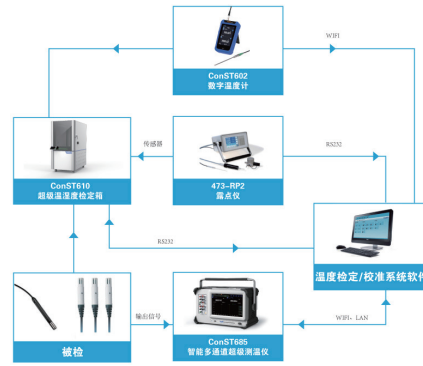 WIFI
ConST602
数字温度计
传感器
RS232
ConST610
超级温湿度检定箱
473-RP2
露点仪
RS232
温度检定/校准系统软件
输出信号
WIFI、LAN
被检
ConST685
智能多通道超级测温仪